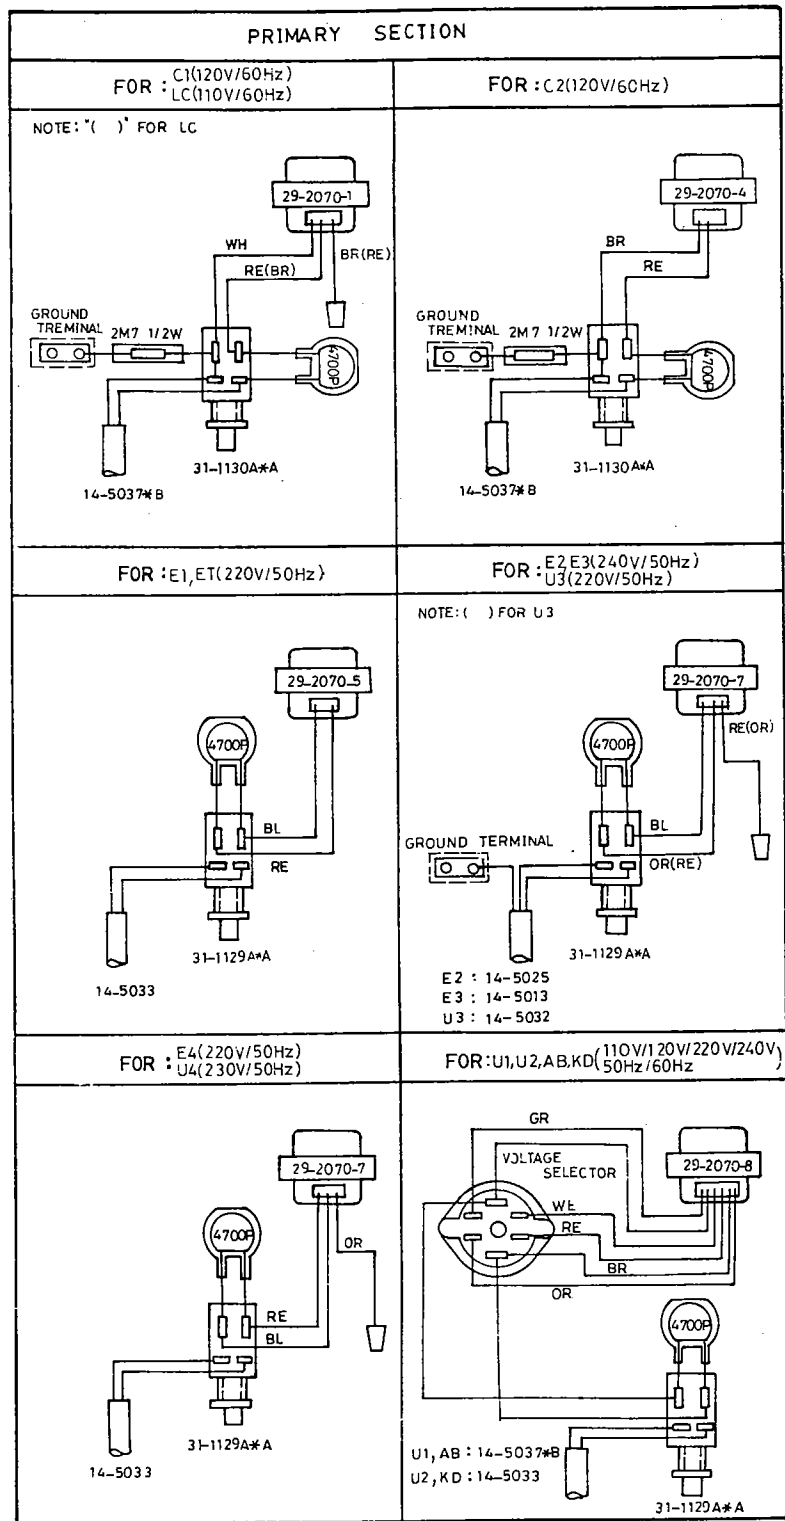 PRIMARY SECTION
FOR : C1(120V/60Hz)
LC(110V/60Hz)
FOR : C2(120V/60Hz)
NOTE: "( )" FOR LC
29-2070-1
WH
BR(RE)
RE(BR)
GROUND
TREMINAL
2M7 1/2W
4700P
31-1130A*A
14-5037*B
29-2070-4
BR
RE
GROUND
TREMINAL
2M7 1/2W
4700P
31-1130A*A
14-5037*B
FOR : E1,ET(220V/50Hz)
FOR : E2,E3(240V/50Hz)
U3(220V/50Hz)
29-2070-5
4700P
BL
RE
31-1129A*A
14-5033
NOTE: ( ) FOR U3
29-2070-7
RE(OR)
4700P
BL
GROUND TERMINAL
OR(RE)
31-1129A*A
E2 : 14-5025
E3 : 14-5013
U3 : 14-5032
FOR : E4(220V/50Hz)
U4(230V/50Hz)
FOR:U1,U2,AB,KD(110V/120V/220V/240V)
50Hz/60Hz
29-2070-7
4700P
OR
RE
BL
31-1129A*A
14-5033
GR
VOLTAGE
SELECTOR
29-2070-8
WE
RE
BR
OR
4700P
U1, AB : 14-5037*B
U2, KD : 14-5033
31-1129A*A